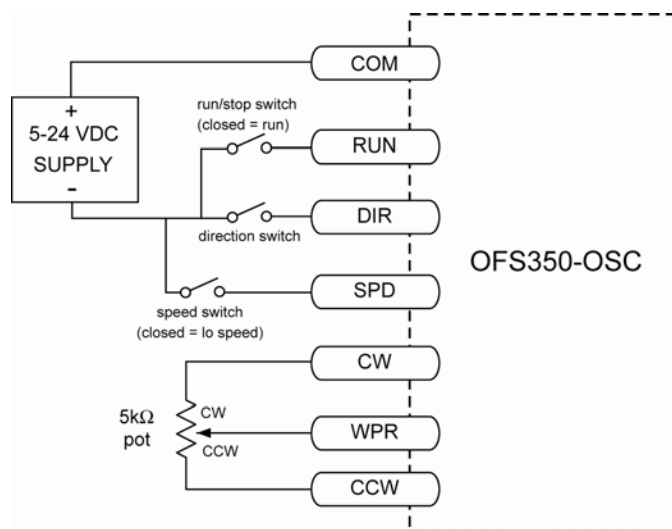 COM
+
5-24 VDC
SUPPLY
-
run/stop switch
(closed = run)
RUN
direction switch
DIR
speed switch
(closed = lo speed)
SPD
OFS350-OSC
CW
5kΩ
pot
CW
CCW
WPR
CCW